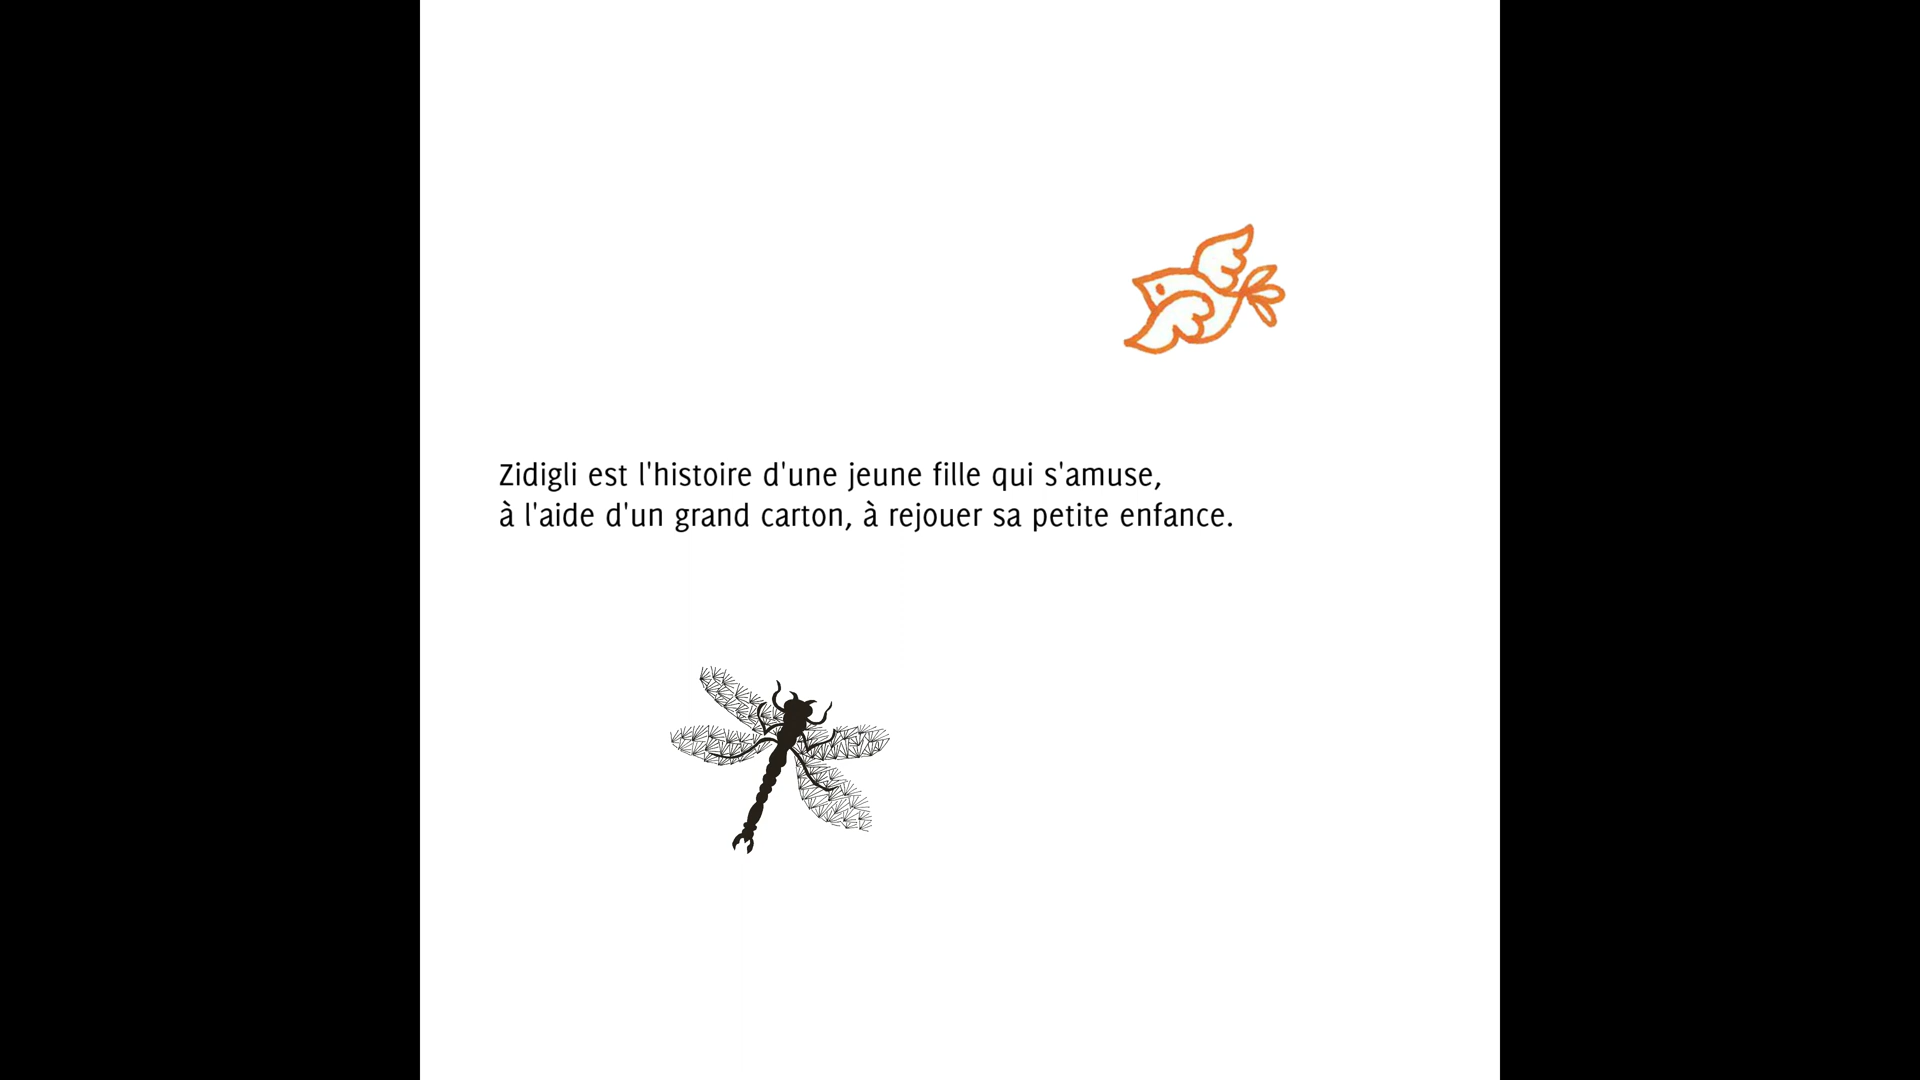 Zidigli est l'histoire d'une jeune fille qui s'amuse,
à l'aide d'un grand carton, à rejouer sa petite enfance.